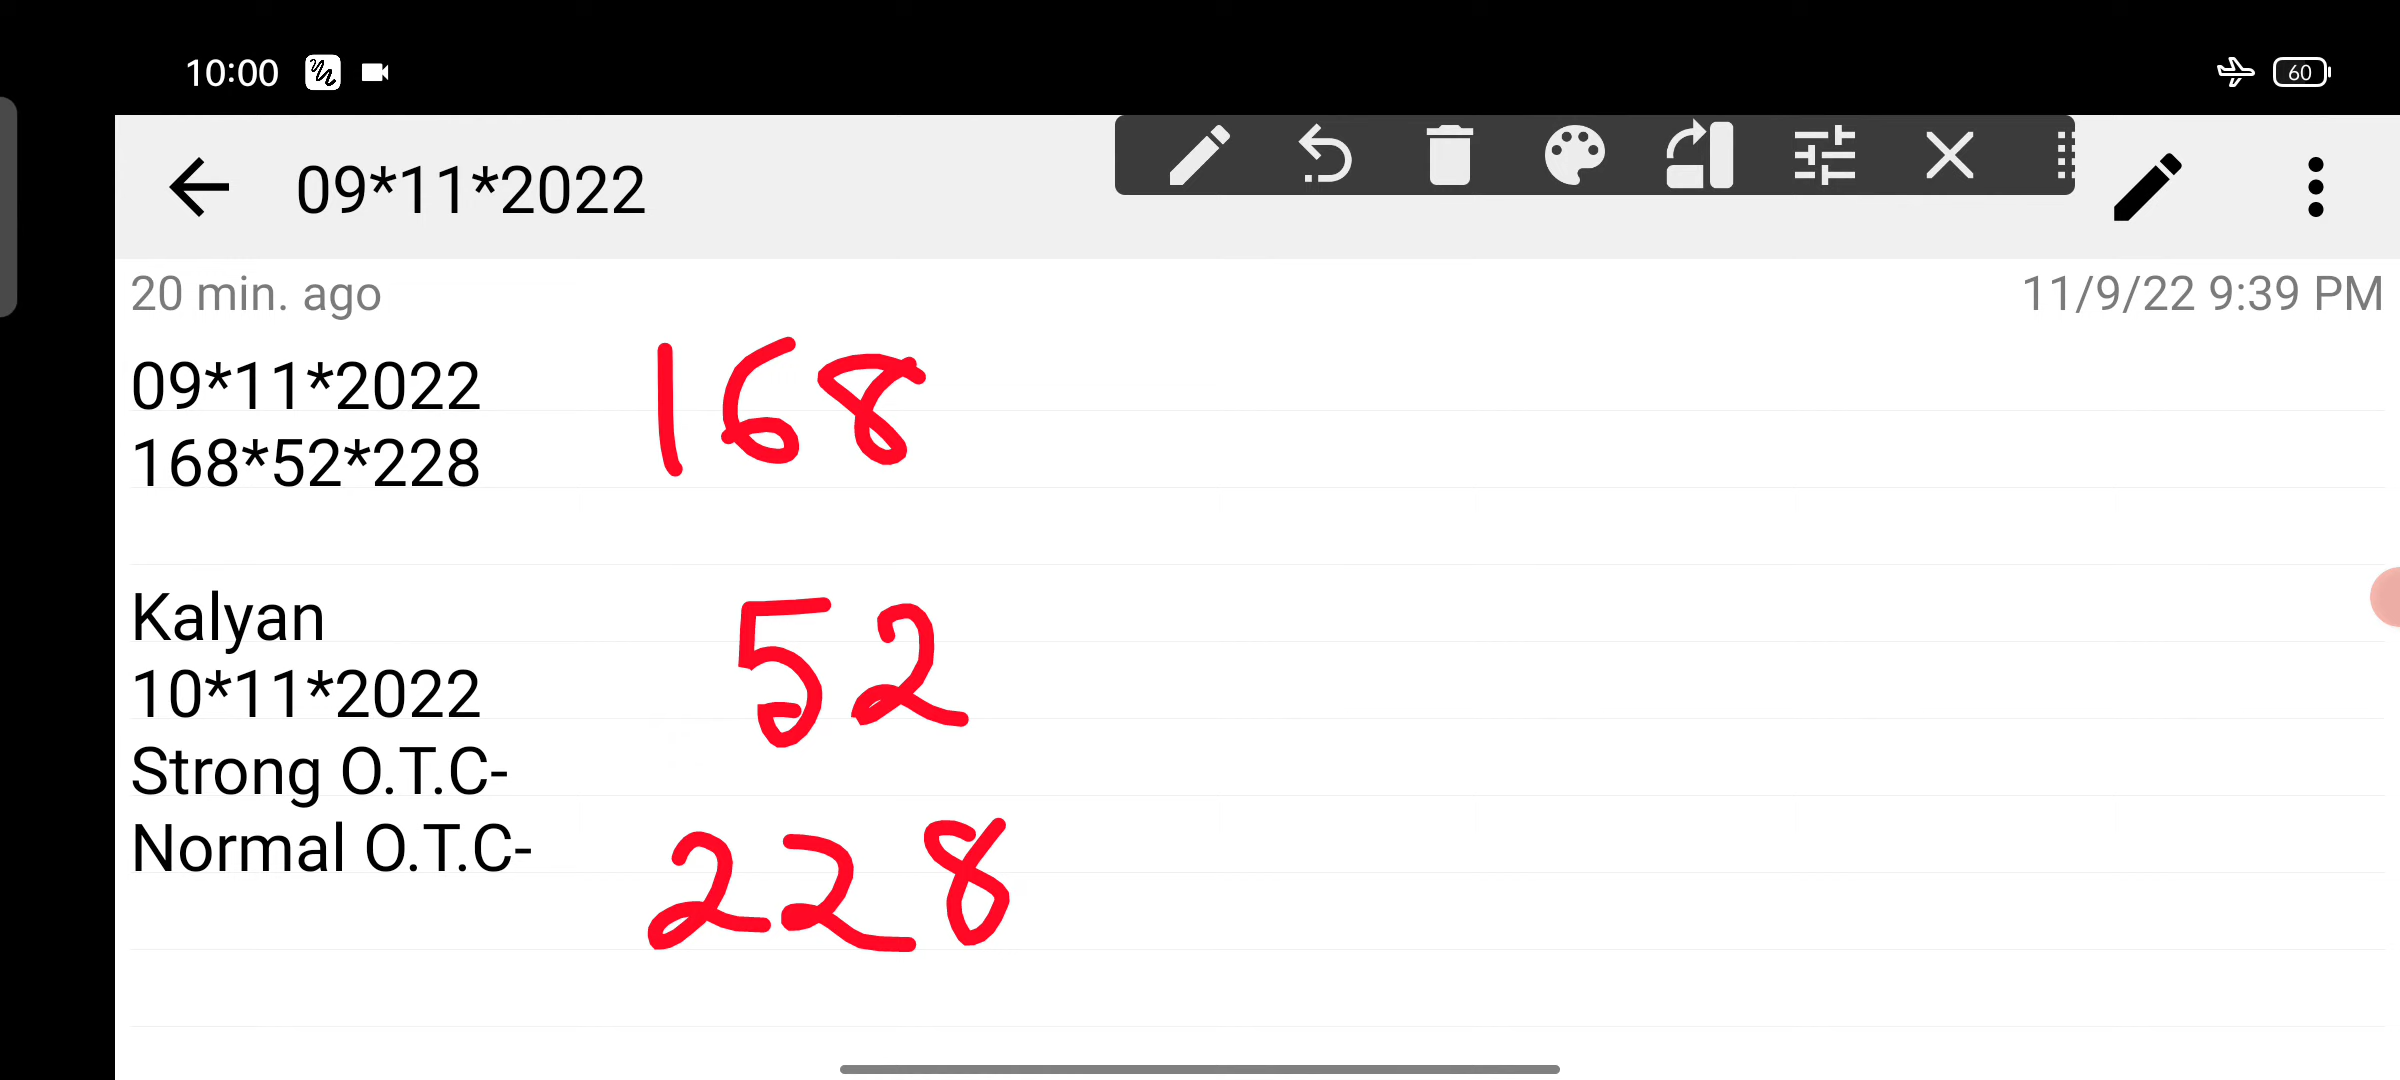 10:00
60
09*11*2022
20 min. ago 11/9/22 9:39 PM
09*11*2022
168*52*228
168
Kalyan
10*11*2022
Strong O.T.C-
Normal O.T.C-
52
228